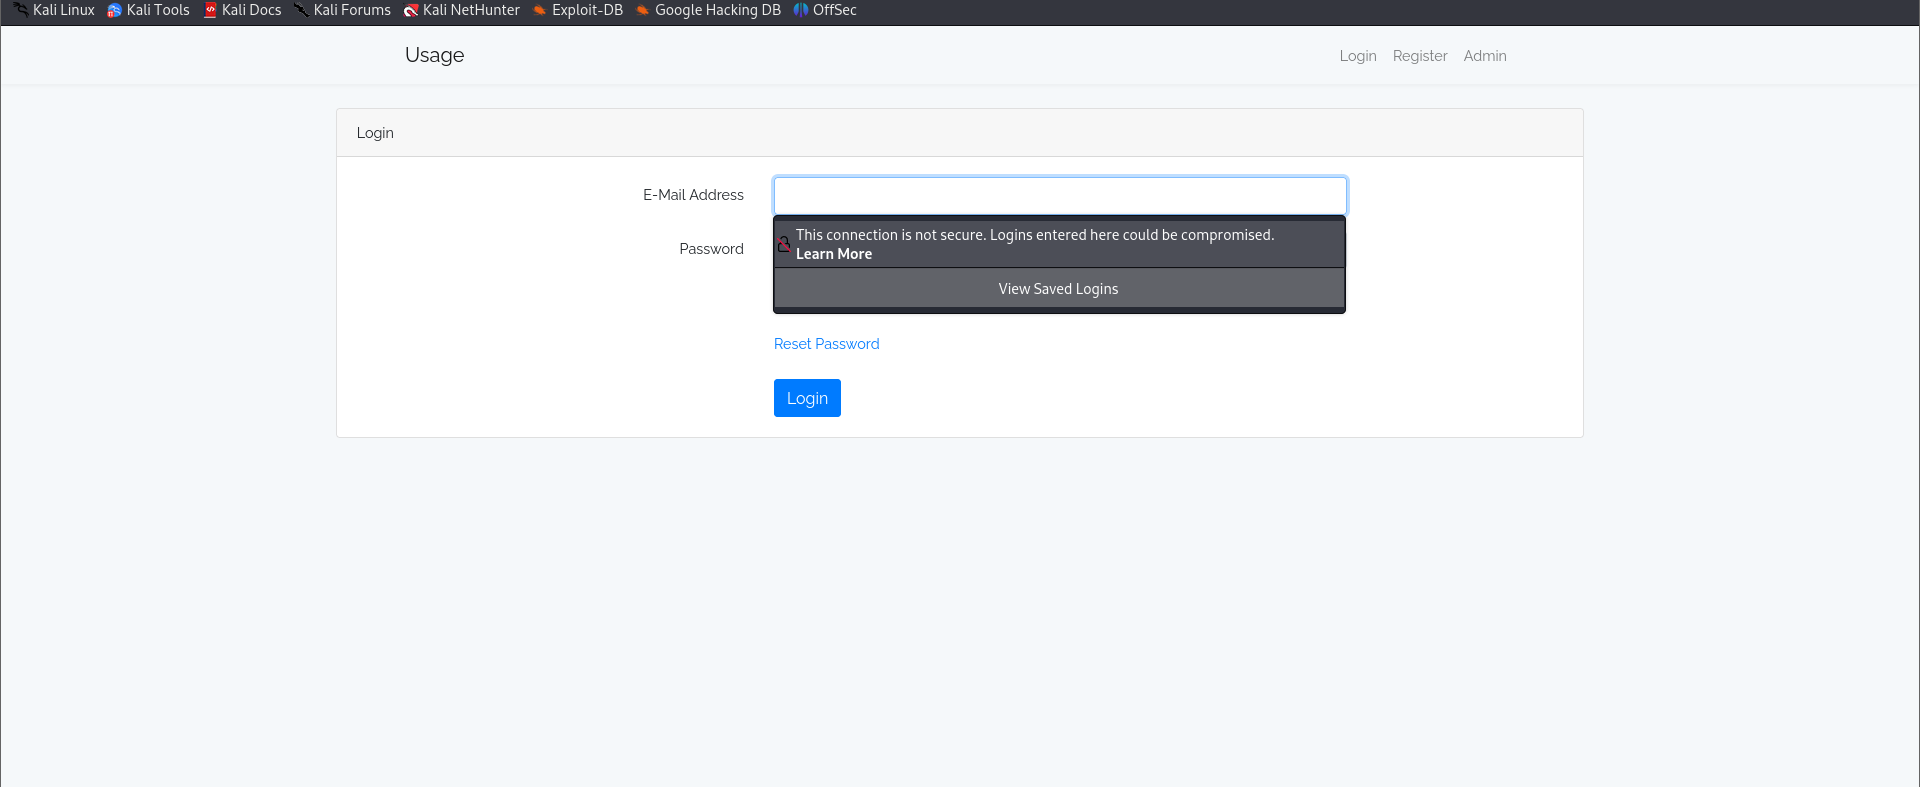 Kali Linux Kali Tools Kali Docs Kali Forums Kali NetHunter Exploit-DB Google Hacking DB OffSec
Usage Login Register Admin
Login
E-Mail Address
This connection is not secure. Logins entered here could be compromised.
Learn More
Password
View Saved Logins
Reset Password
Login